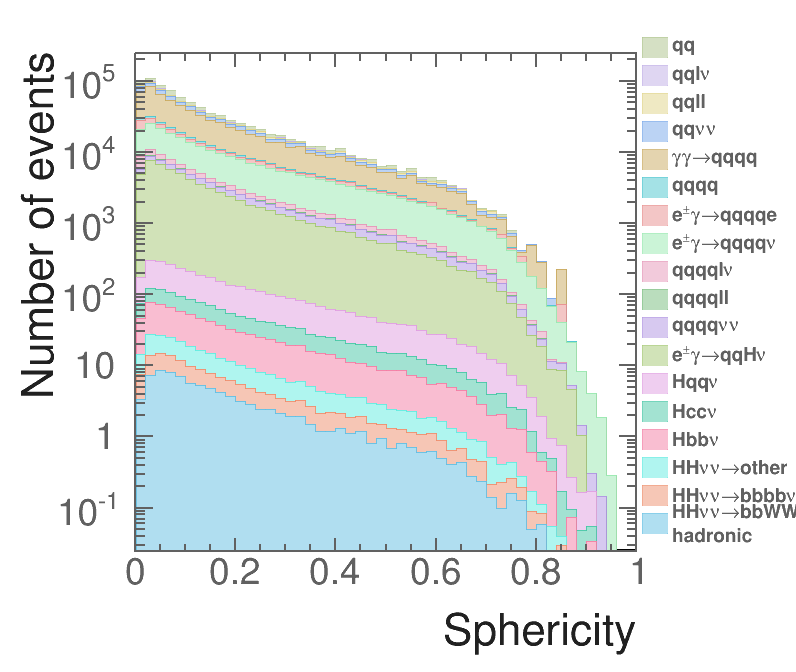 Number of events
10^5
10^4
10^3
10^2
10
1
10^-1
0 0.2 0.4 0.6 0.8 1
Sphericity
qq
qqlν
qqll
qqνν
γγ→qqqq
qqqq
e±γ→qqqqe
e±γ→qqqqν
qqqqlν
qqqqll
qqqqνν
e±γ→qqHν
Hqqν
Hccν
Hbbν
HHνν→other
HHνν→bbbbν
HHνν→bbWW
hadronic